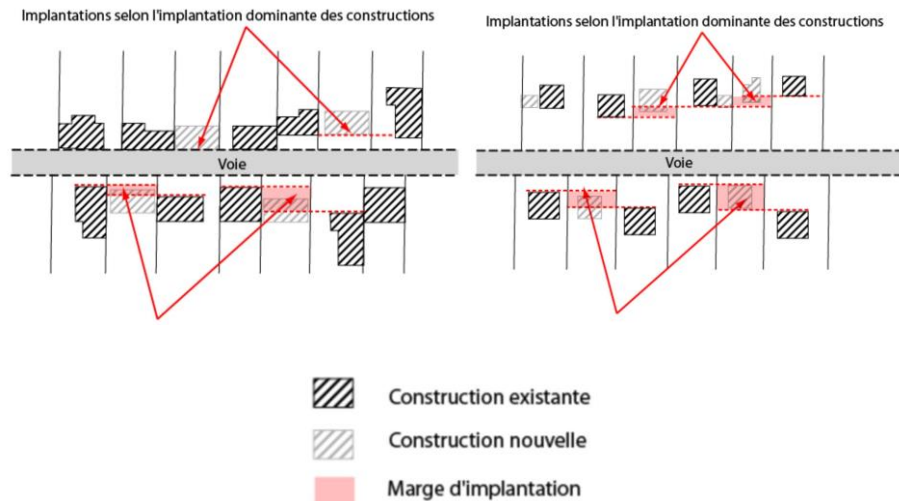 Implantations selon l'implantation dominante des constructions
Implantations selon l'implantation dominante des constructions
Voie
Voie
Construction existante
Construction nouvelle
Marge d'implantation